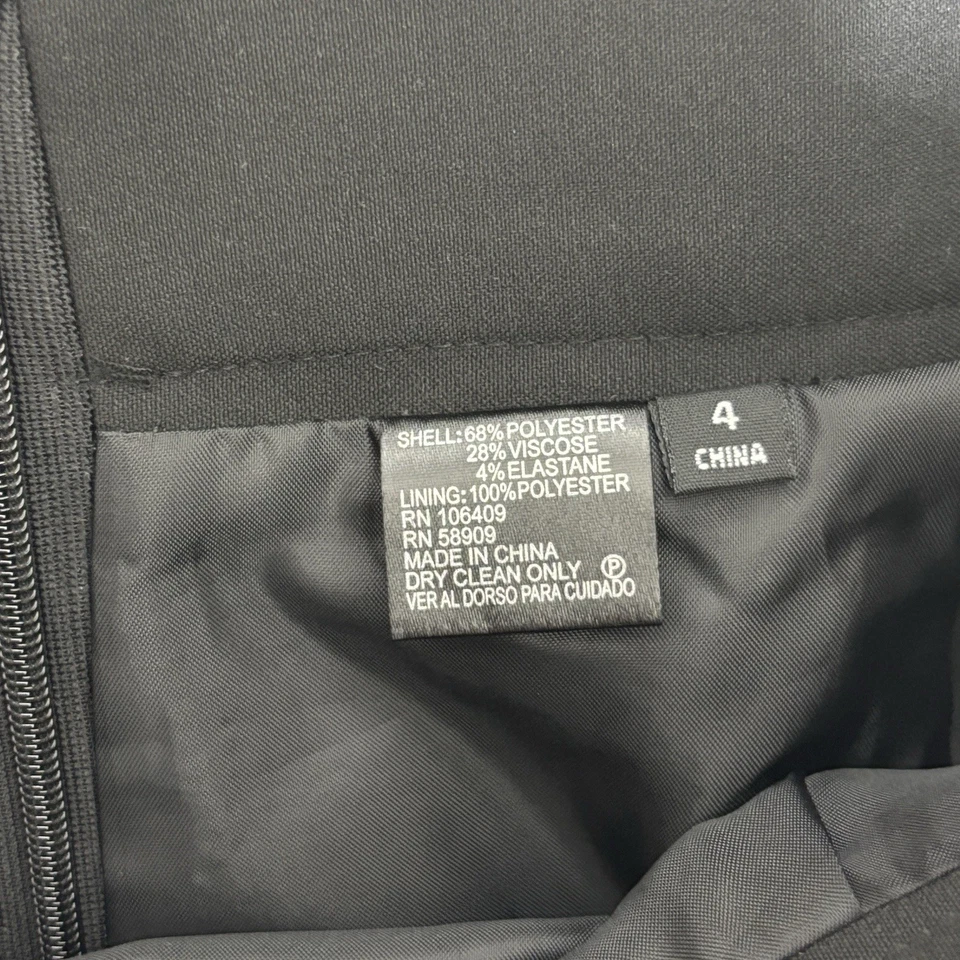 SHELL: 68% POLYESTER
28% VISCOSE
4% ELASTANE
LINING: 100% POLYESTER
RN 106409
RN 58909
MADE IN CHINA
DRY CLEAN ONLY Ⓟ
VER AL DORSO PARA CUIDADO
4
CHINA